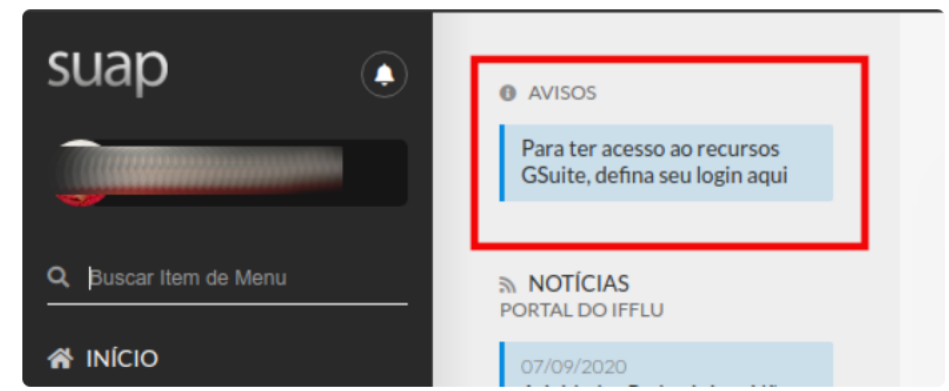 suap
Buscar Item de Menu
INÍCIO
AVISOS
Para ter acesso ao recursos
GSuite, defina seu login aqui
NOTÍCIAS
PORTAL DO IFFLU
07/09/2020